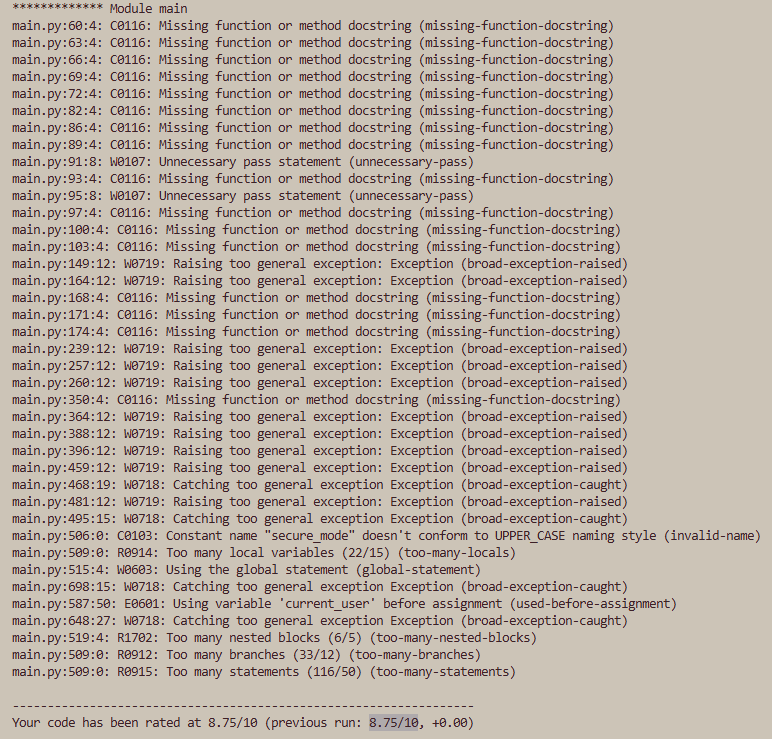 ************* Module main
main.py:60:4: C0116: Missing function or method docstring (missing-function-docstring)
main.py:63:4: C0116: Missing function or method docstring (missing-function-docstring)
main.py:66:4: C0116: Missing function or method docstring (missing-function-docstring)
main.py:69:4: C0116: Missing function or method docstring (missing-function-docstring)
main.py:72:4: C0116: Missing function or method docstring (missing-function-docstring)
main.py:82:4: C0116: Missing function or method docstring (missing-function-docstring)
main.py:86:4: C0116: Missing function or method docstring (missing-function-docstring)
main.py:89:4: C0116: Missing function or method docstring (missing-function-docstring)
main.py:91:8: W0107: Unnecessary pass statement (unnecessary-pass)
main.py:93:4: C0116: Missing function or method docstring (missing-function-docstring)
main.py:95:8: W0107: Unnecessary pass statement (unnecessary-pass)
main.py:97:4: C0116: Missing function or method docstring (missing-function-docstring)
main.py:100:4: C0116: Missing function or method docstring (missing-function-docstring)
main.py:103:4: C0116: Missing function or method docstring (missing-function-docstring)
main.py:149:12: W0719: Raising too general exception: Exception (broad-exception-raised)
main.py:164:12: W0719: Raising too general exception: Exception (broad-exception-raised)
main.py:168:4: C0116: Missing function or method docstring (missing-function-docstring)
main.py:171:4: C0116: Missing function or method docstring (missing-function-docstring)
main.py:174:4: C0116: Missing function or method docstring (missing-function-docstring)
main.py:239:12: W0719: Raising too general exception: Exception (broad-exception-raised)
main.py:257:12: W0719: Raising too general exception: Exception (broad-exception-raised)
main.py:260:12: W0719: Raising too general exception: Exception (broad-exception-raised)
main.py:350:4: C0116: Missing function or method docstring (missing-function-docstring)
main.py:364:12: W0719: Raising too general exception: Exception (broad-exception-raised)
main.py:388:12: W0719: Raising too general exception: Exception (broad-exception-raised)
main.py:396:12: W0719: Raising too general exception: Exception (broad-exception-raised)
main.py:459:12: W0719: Raising too general exception: Exception (broad-exception-raised)
main.py:468:19: W0718: Catching too general exception Exception (broad-exception-caught)
main.py:481:12: W0719: Raising too general exception: Exception (broad-exception-raised)
main.py:495:15: W0718: Catching too general exception Exception (broad-exception-caught)
main.py:506:0: C0103: Constant name "secure_mode" doesn't conform to UPPER_CASE naming style (invalid-name)
main.py:509:0: R0914: Too many local variables (22/15) (too-many-locals)
main.py:515:4: W0603: Using the global statement (global-statement)
main.py:698:15: W0718: Catching too general exception Exception (broad-exception-caught)
main.py:587:50: E0601: Using variable 'current_user' before assignment (used-before-assignment)
main.py:648:27: W0718: Catching too general exception Exception (broad-exception-caught)
main.py:519:4: R1702: Too many nested blocks (6/5) (too-many-nested-blocks)
main.py:509:0: R0912: Too many branches (33/12) (too-many-branches)
main.py:509:0: R0915: Too many statements (116/50) (too-many-statements)
------------------------------------------------------------------
Your code has been rated at 8.75/10 (previous run: 8.75/10, +0.00)